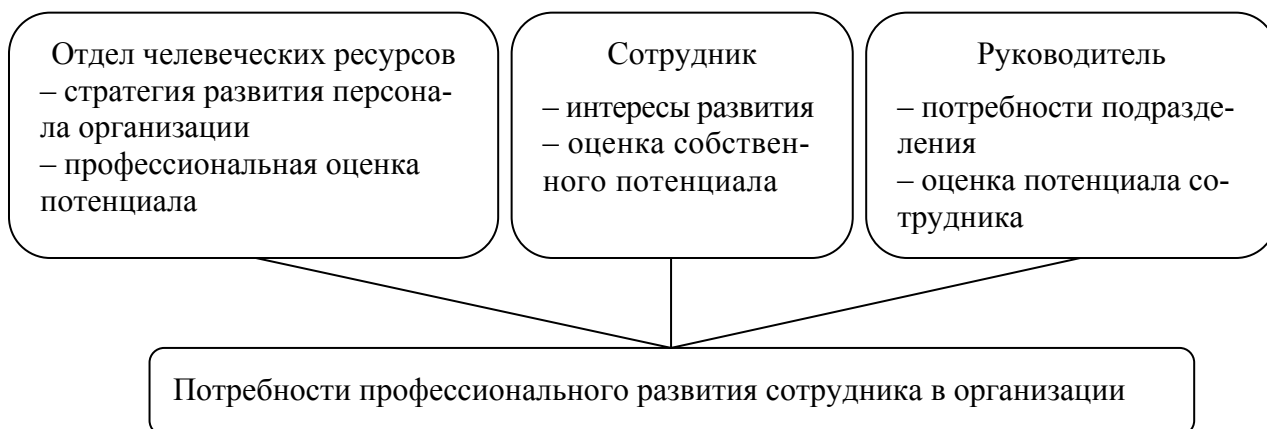 Отдел челевеческих ресурсов
– стратегия развития персона-
ла организации
– профессиональная оценка
потенциала
Сотрудник
– интересы развития
– оценка собствен-
ного потенциала
Руководитель
– потребности подразде-
ления
– оценка потенциала со-
трудника
Потребности профессионального развития сотрудника в организации